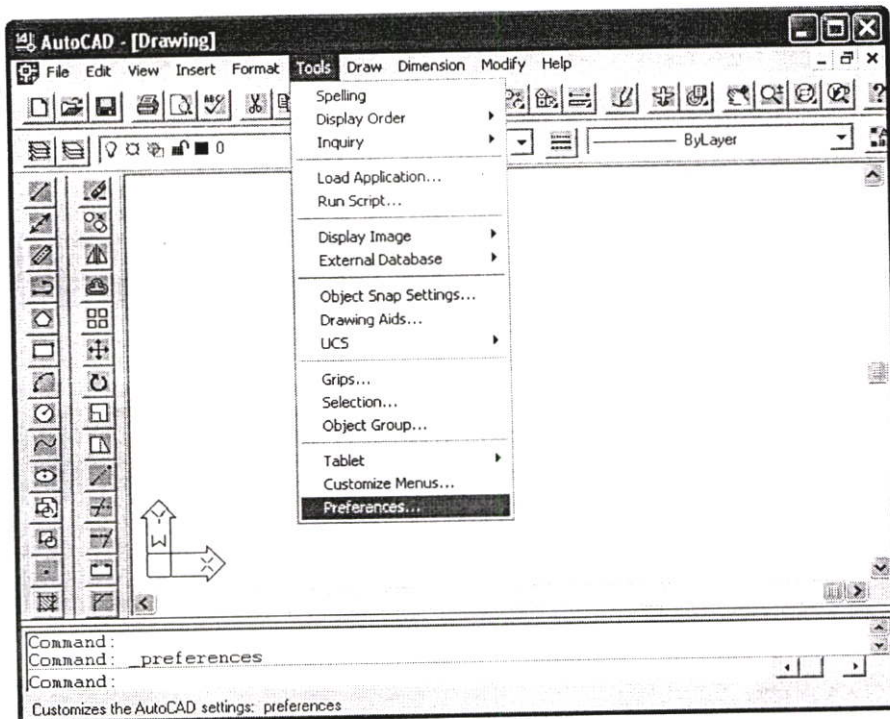 AutoCAD - [Drawing]
File Edit View Insert Format Tools Draw Dimension Modify Help
ABC
0
ByLayer
Spelling
Display Order
Inquiry
Load Application...
Run Script...
Display Image
External Database
Object Snap Settings...
Drawing Aids...
UCS
Grips...
Selection...
Object Group...
Tablet
Customize Menus...
Preferences...
Y
W
X
Command:
Command: _preferences
Command:
Customizes the AutoCAD settings: preferences